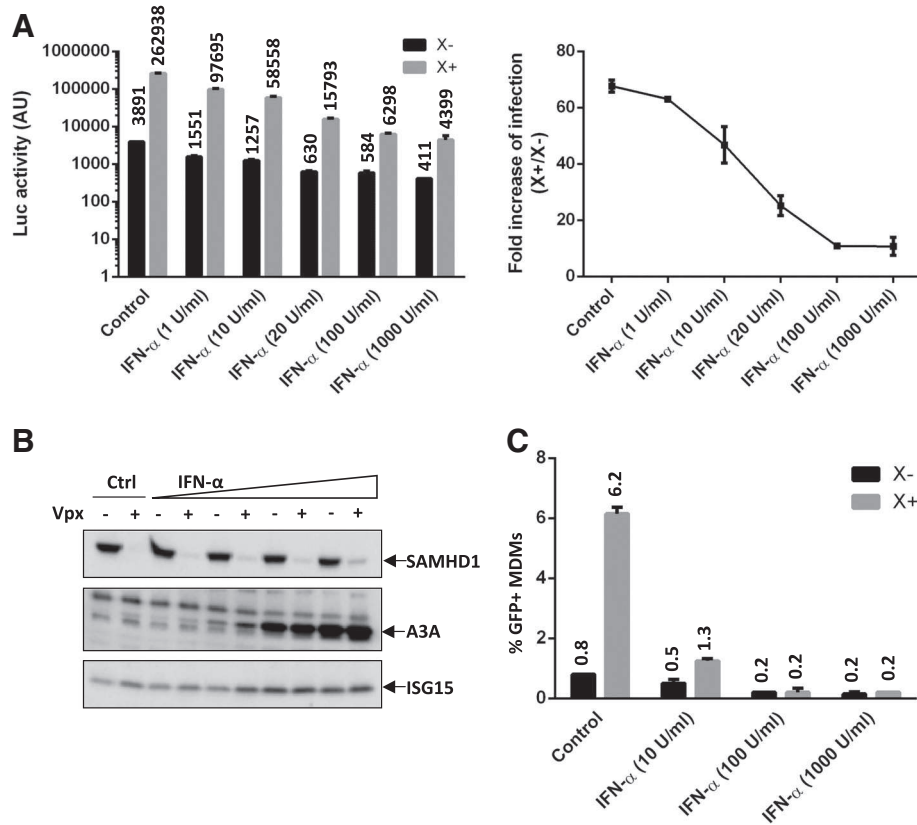 A
Luc activity (AU)
1000000
100000
10000
1000
100
10
1
3891
262938
1551
97695
1257
58558
630
15793
584
6298
411
4399
X-
X+
Control
IFN-α (1 U/ml)
IFN-α (10 U/ml)
IFN-α (20 U/ml)
IFN-α (100 U/ml)
IFN-α (1000 U/ml)
Fold increase of infection
(X+/X-)
80
60
40
20
0
Control
IFN-α (1 U/ml)
IFN-α (10 U/ml)
IFN-α (20 U/ml)
IFN-α (100 U/ml)
IFN-α (1000 U/ml)
B
Ctrl IFN-α
Vpx - + - + - + - + - +
SAMHD1
A3A
ISG15
C
% GFP+ MDMs
8
6
4
2
0
0.8
6.2
0.5
1.3
0.2
0.2
0.2
0.2
X-
X+
Control
IFN-α (10 U/ml)
IFN-α (100 U/ml)
IFN-α (1000 U/ml)